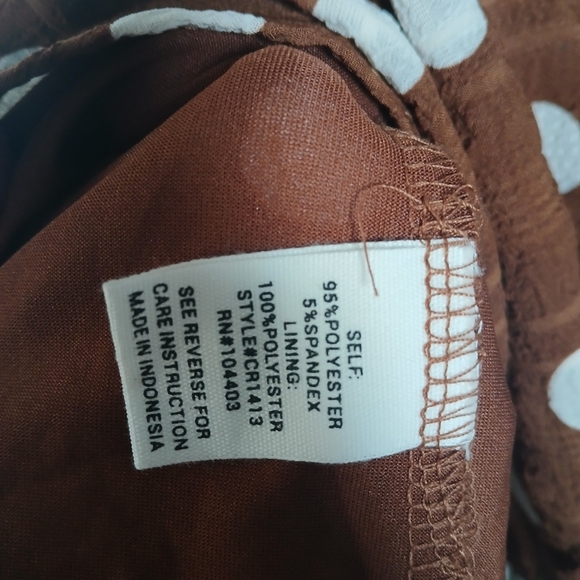 SELF:
95%POLYESTER
5%SPANDEX
LINING:
100%POLYESTER
STYLE#CR1413
RN#104403
SEE REVERSE FOR
CARE INSTRUCTION
MADE IN INDONESIA